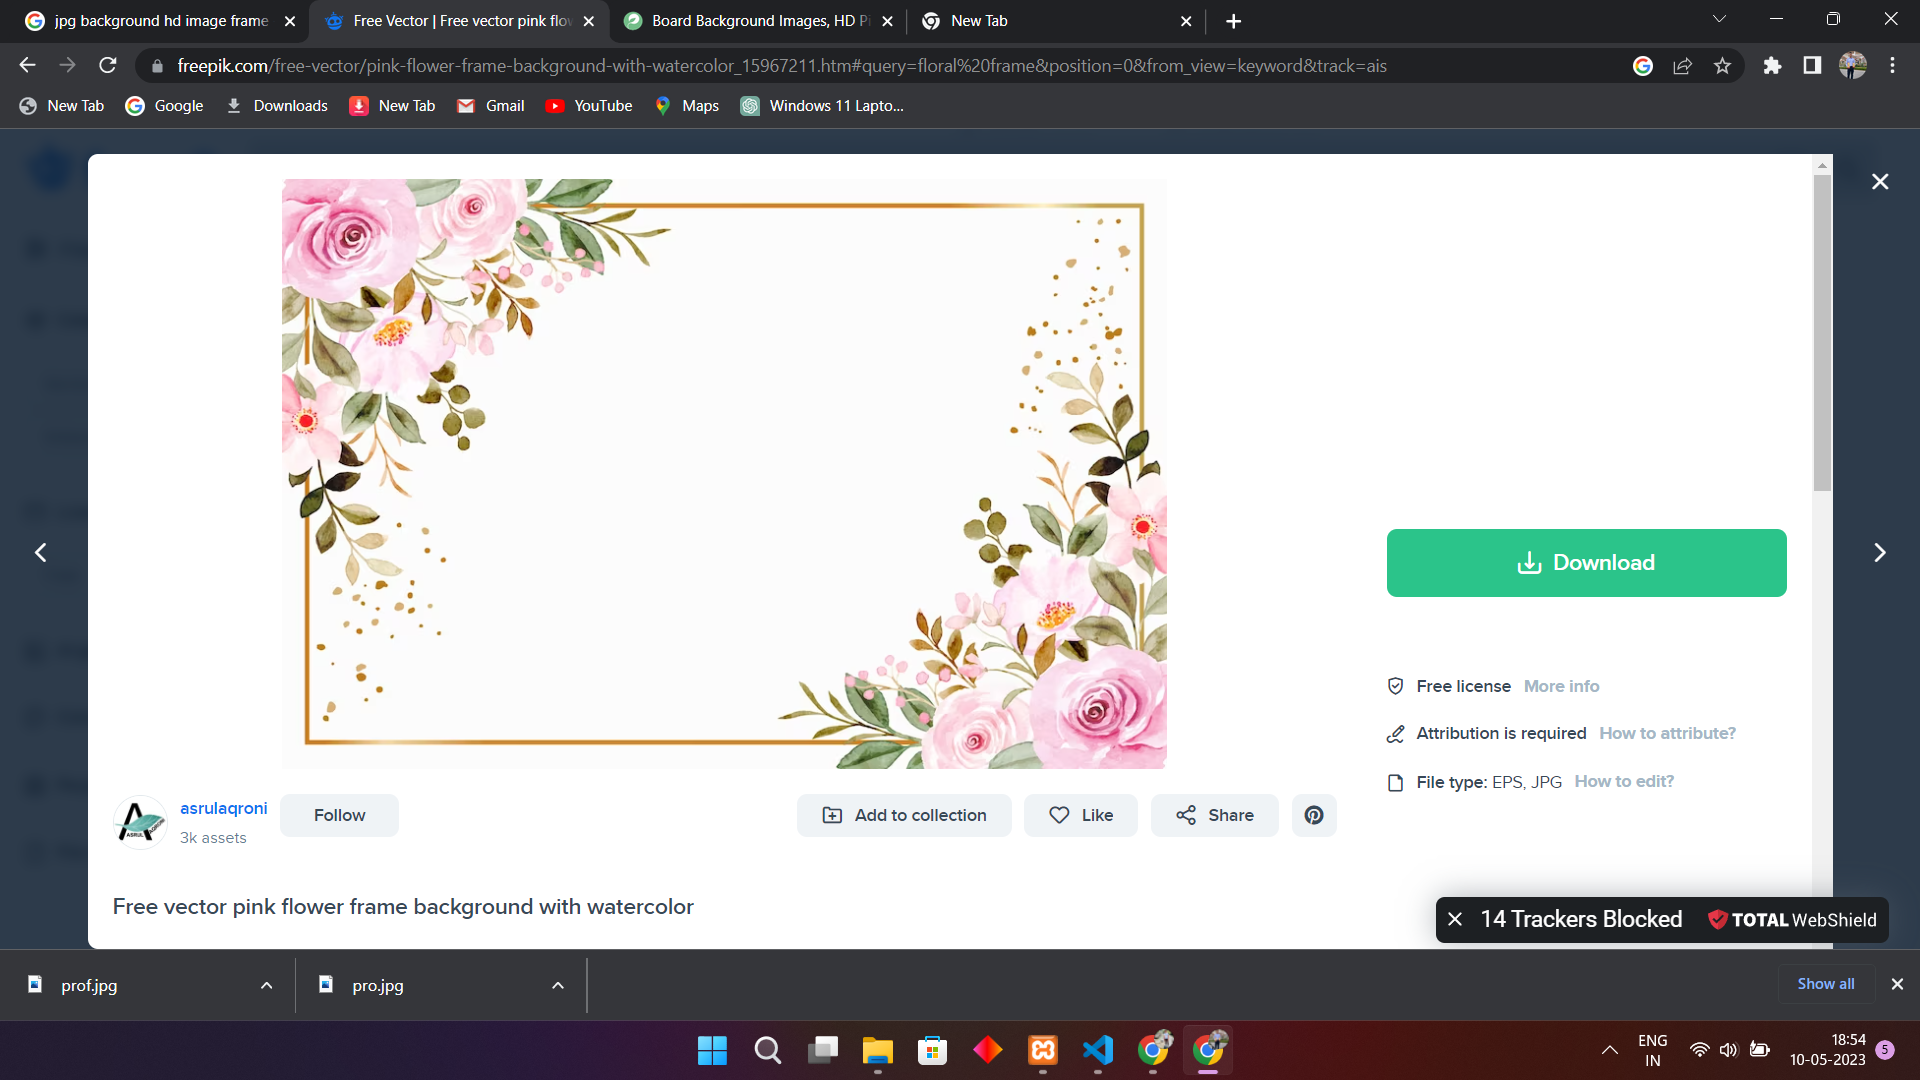 jpg background hd image frame
Free Vector | Free vector pink flow
Board Background Images, HD Pi
New Tab
freepik.com/free-vector/pink-flower-frame-background-with-watercolor_15967211.htm#query=floral%20frame&position=0&from_view=keyword&track=ais
New Tab
Google
Downloads
New Tab
Gmail
YouTube
Maps
Windows 11 Lapto...
Download
Free license More info
Attribution is required How to attribute?
File type: EPS, JPG How to edit?
asrulaqroni
3k assets
Follow
Add to collection
Like
Share
Free vector pink flower frame background with watercolor
14 Trackers Blocked
TOTAL WebShield
prof.jpg
pro.jpg
Show all
ENG
IN
18:54
10-05-2023
5